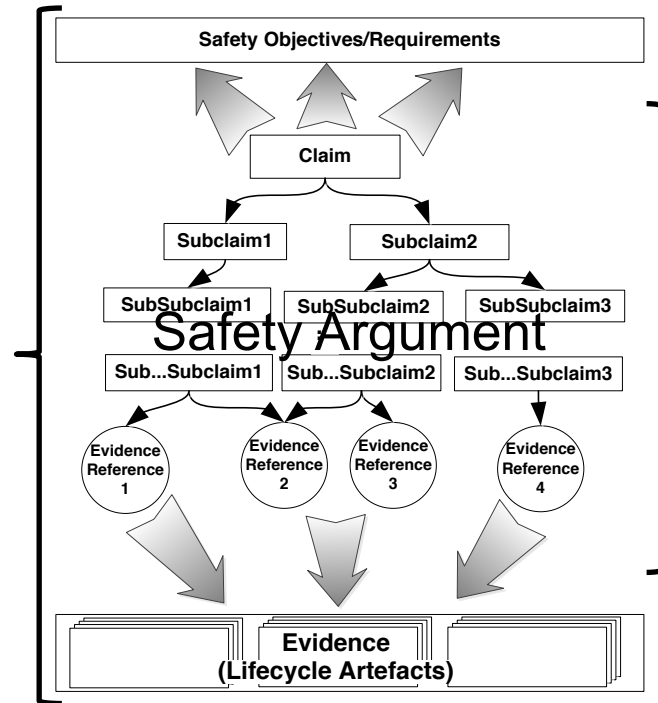 Safety Objectives/Requirements
Claim
Subclaim1
Subclaim2
SubSubclaim1
SubSubclaim2
SubSubclaim3
Safety Argument
Sub...Subclaim1
Sub...Subclaim2
Sub...Subclaim3
Evidence
Reference
1
Evidence
Reference
2
Evidence
Reference
3
Evidence
Reference
4
Evidence
(Lifecycle Artefacts)